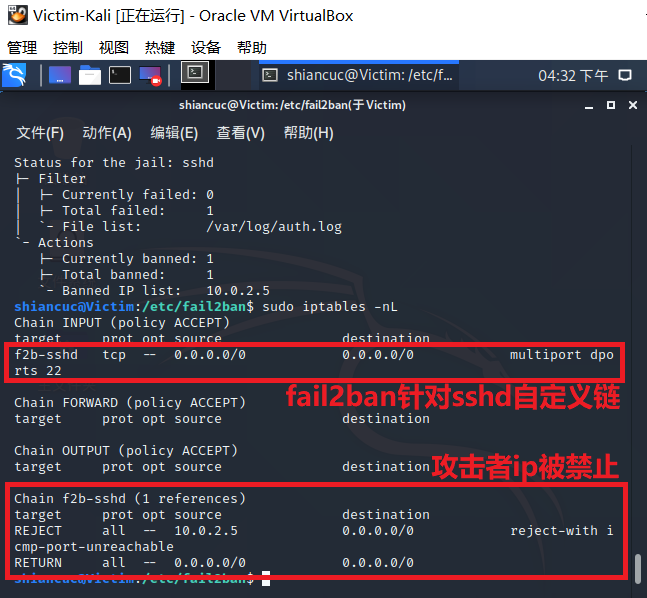 Victim-Kali [正在运行] - Oracle VM VirtualBox
管理 控制 视图 热键 设备 帮助
shiancuc@Victim: /etc/f... 04:32 下午
shiancuc@Victim: /etc/fail2ban(于 Victim)
文件(F) 动作(A) 编辑(E) 查看(V) 帮助(H)
Status for the jail: sshd
|- Filter
|  |- Currently failed: 0
|  |- Total failed:     1
|  `- File list:        /var/log/auth.log
`- Actions
   |- Currently banned: 1
   |- Total banned:     1
   `- Banned IP list:   10.0.2.5
shiancuc@Victim:/etc/fail2ban$ sudo iptables -nL
Chain INPUT (policy ACCEPT)
target     prot opt source               destination
f2b-sshd   tcp  --  0.0.0.0/0            0.0.0.0/0            multiport dpo
rts 22
fail2ban针对sshd自定义链
Chain FORWARD (policy ACCEPT)
target     prot opt source               destination
Chain OUTPUT (policy ACCEPT)
target     prot opt source               destination
攻击者ip被禁止
Chain f2b-sshd (1 references)
target     prot opt source               destination
REJECT     all  --  10.0.2.5             0.0.0.0/0            reject-with i
cmp-port-unreachable
RETURN     all  --  0.0.0.0/0            0.0.0.0/0
shiancuc@Victim:/etc/fail2ban$